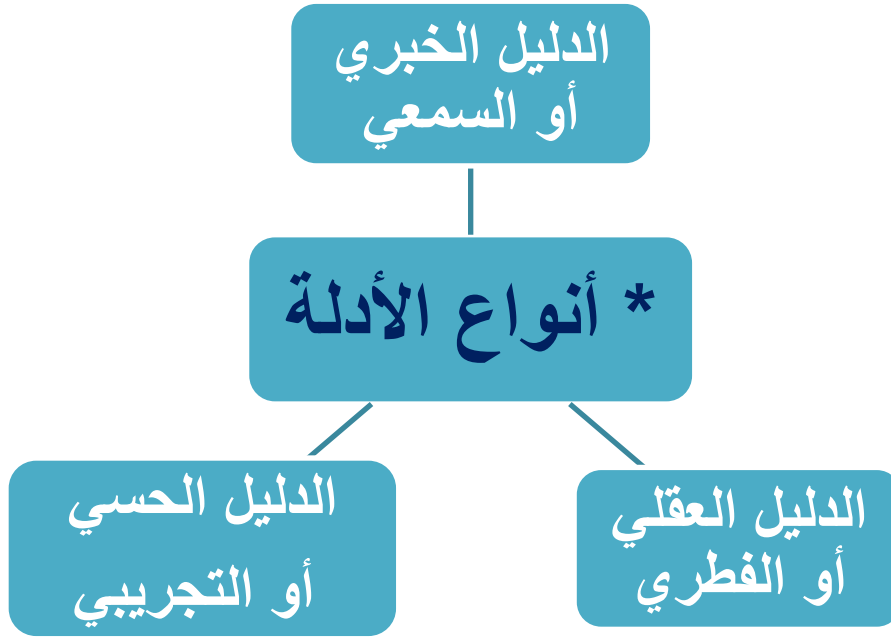 الدليل الخبري
أو السمعي
* أنواع الأدلة
الدليل العقلي
أو الفطري
الدليل الحسي
أو التجريبي